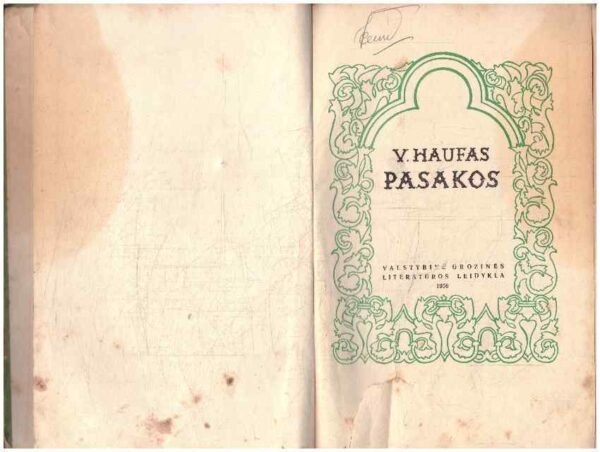 V. HAUFAS
PASAKOS
VALSTYBINĖ GROŽINĖS
LITERATŪROS LEIDYKLA